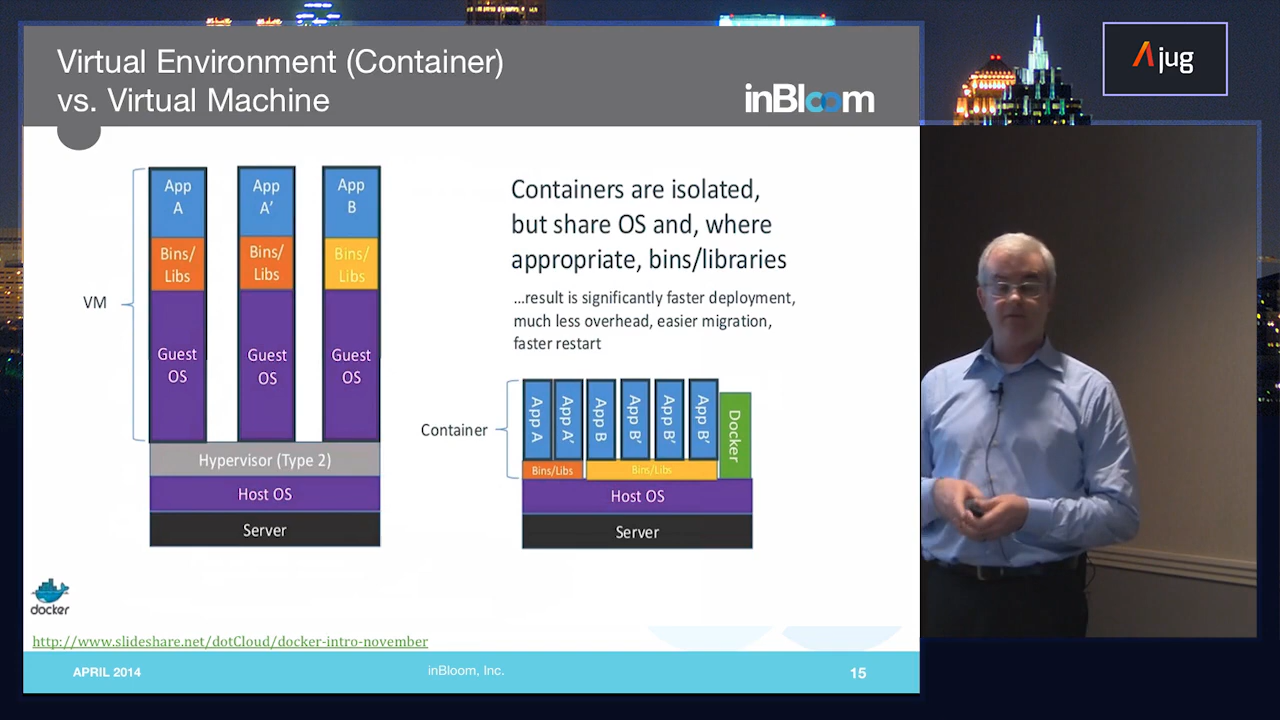 Virtual Environment (Container)
vs. Virtual Machine
inBloom
Ajug
App
A
App
A’
App
B
Bins/
Libs
Bins/
Libs
Bins/
Libs
VM
Guest
OS
Guest
OS
Guest
OS
Hypervisor (Type 2)
Host OS
Server
Containers are isolated,
but share OS and, where
appropriate, bins/libraries
...result is significantly faster deployment,
much less overhead, easier migration,
faster restart
Container
App A
App A’
App B
App B’
App B’
App B’
Docker
Bins/Libs
Bins/Libs
Host OS
Server
docker
http://www.slideshare.net/dotCloud/docker-intro-november
APRIL 2014
inBloom, Inc.
15